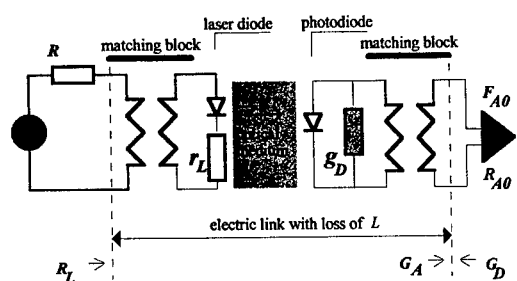 laser diode
photodiode
R
matching block
matching block
F_A0
r_L
g_D
R_A0
electric link with loss of L
R_L
G_A
G_D